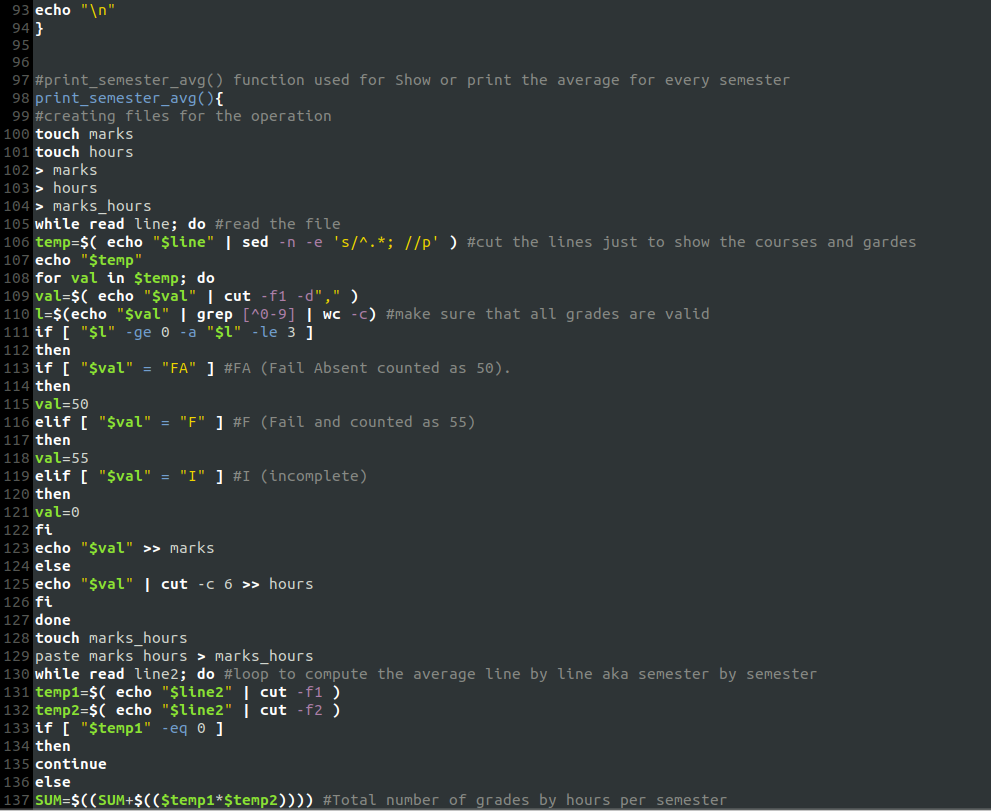 93 echo "\n"
94 }
95
96
97 #print_semester_avg() function used for Show or print the average for every semester
98 print_semester_avg(){
99 #creating files for the operation
100 touch marks
101 touch hours
102 > marks
103 > hours
104 > marks_hours
105 while read line; do #read the file
106 temp=$( echo "$line" | sed -n -e 's/^.*; //p' ) #cut the lines just to show the courses and gardes
107 echo "$temp"
108 for val in $temp; do
109 val=$( echo "$val" | cut -f1 -d"," )
110 l=$(echo "$val" | grep [^0-9] | wc -c) #make sure that all grades are valid
111 if [ "$l" -ge 0 -a "$l" -le 3 ]
112 then
113 if [ "$val" = "FA" ] #FA (Fail Absent counted as 50).
114 then
115 val=50
116 elif [ "$val" = "F" ] #F (Fail and counted as 55)
117 then
118 val=55
119 elif [ "$val" = "I" ] #I (incomplete)
120 then
121 val=0
122 fi
123 echo "$val" >> marks
124 else
125 echo "$val" | cut -c 6 >> hours
126 fi
127 done
128 touch marks_hours
129 paste marks hours > marks_hours
130 while read line2; do #loop to compute the average line by line aka semester by semester
131 temp1=$( echo "$line2" | cut -f1 )
132 temp2=$( echo "$line2" | cut -f2 )
133 if [ "$temp1" -eq 0 ]
134 then
135 continue
136 else
137 SUM=$((SUM+$(($temp1*$temp2)))) #Total number of grades by hours per semester